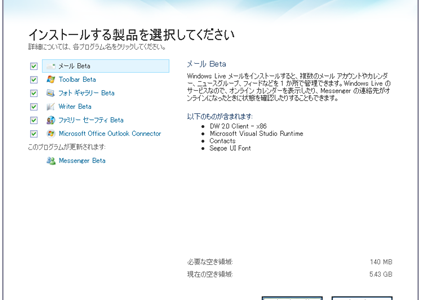 インストールする製品を選択してください
詳細については、各プログラム名をクリックしてください。
メール Beta
Toolbar Beta
フォト ギャラリー Beta
Writer Beta
ファミリー セーフティ Beta
Microsoft Office Outlook Connector
このプログラムが更新されます:
Messenger Beta
メール Beta
Windows Live メールをインストールすると、複数のメール アカウントやカレンダ
ー、ニュースグループ、フィードなどを 1 か所で管理できます。Windows Live の
サービスなので、オンライン カレンダーを表示したり、Messenger の連絡先がオ
ンラインになったときに状態を確認したりすることもできます。
以下のものが含まれます:
• DW 2.0 Client - x86
• Microsoft Visual Studio Runtime
• Contacts
• Segoe UI Font
必要な空き領域: 140 MB
現在の空き領域: 5.43 GB